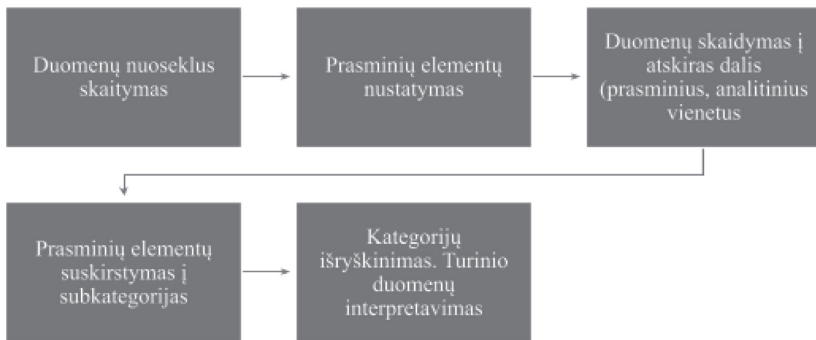 Duomenų nuoseklus
skaitymas
Prasminių elementų
nustatymas
Duomenų skaidymas į
atskiras dalis
(prasminius, analitinius
vienetus
Prasminių elementų
suskirstymas į
subkategorijas
Kategorijų
išryškinimas. Turinio
duomenų
interpretavimas